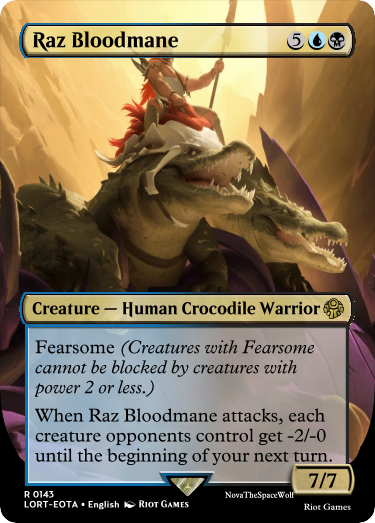 Raz Bloodmane 5
Creature — Human Crocodile Warrior
Fearsome (Creatures with Fearsome
cannot be blocked by creatures with
power 2 or less.)
When Raz Bloodmane attacks, each
creature opponents control get -2/-0
until the beginning of your next turn.
7/7
R 0143
LORT-EOTA • English RIOT GAMES
NovaTheSpaceWolf
Riot Games